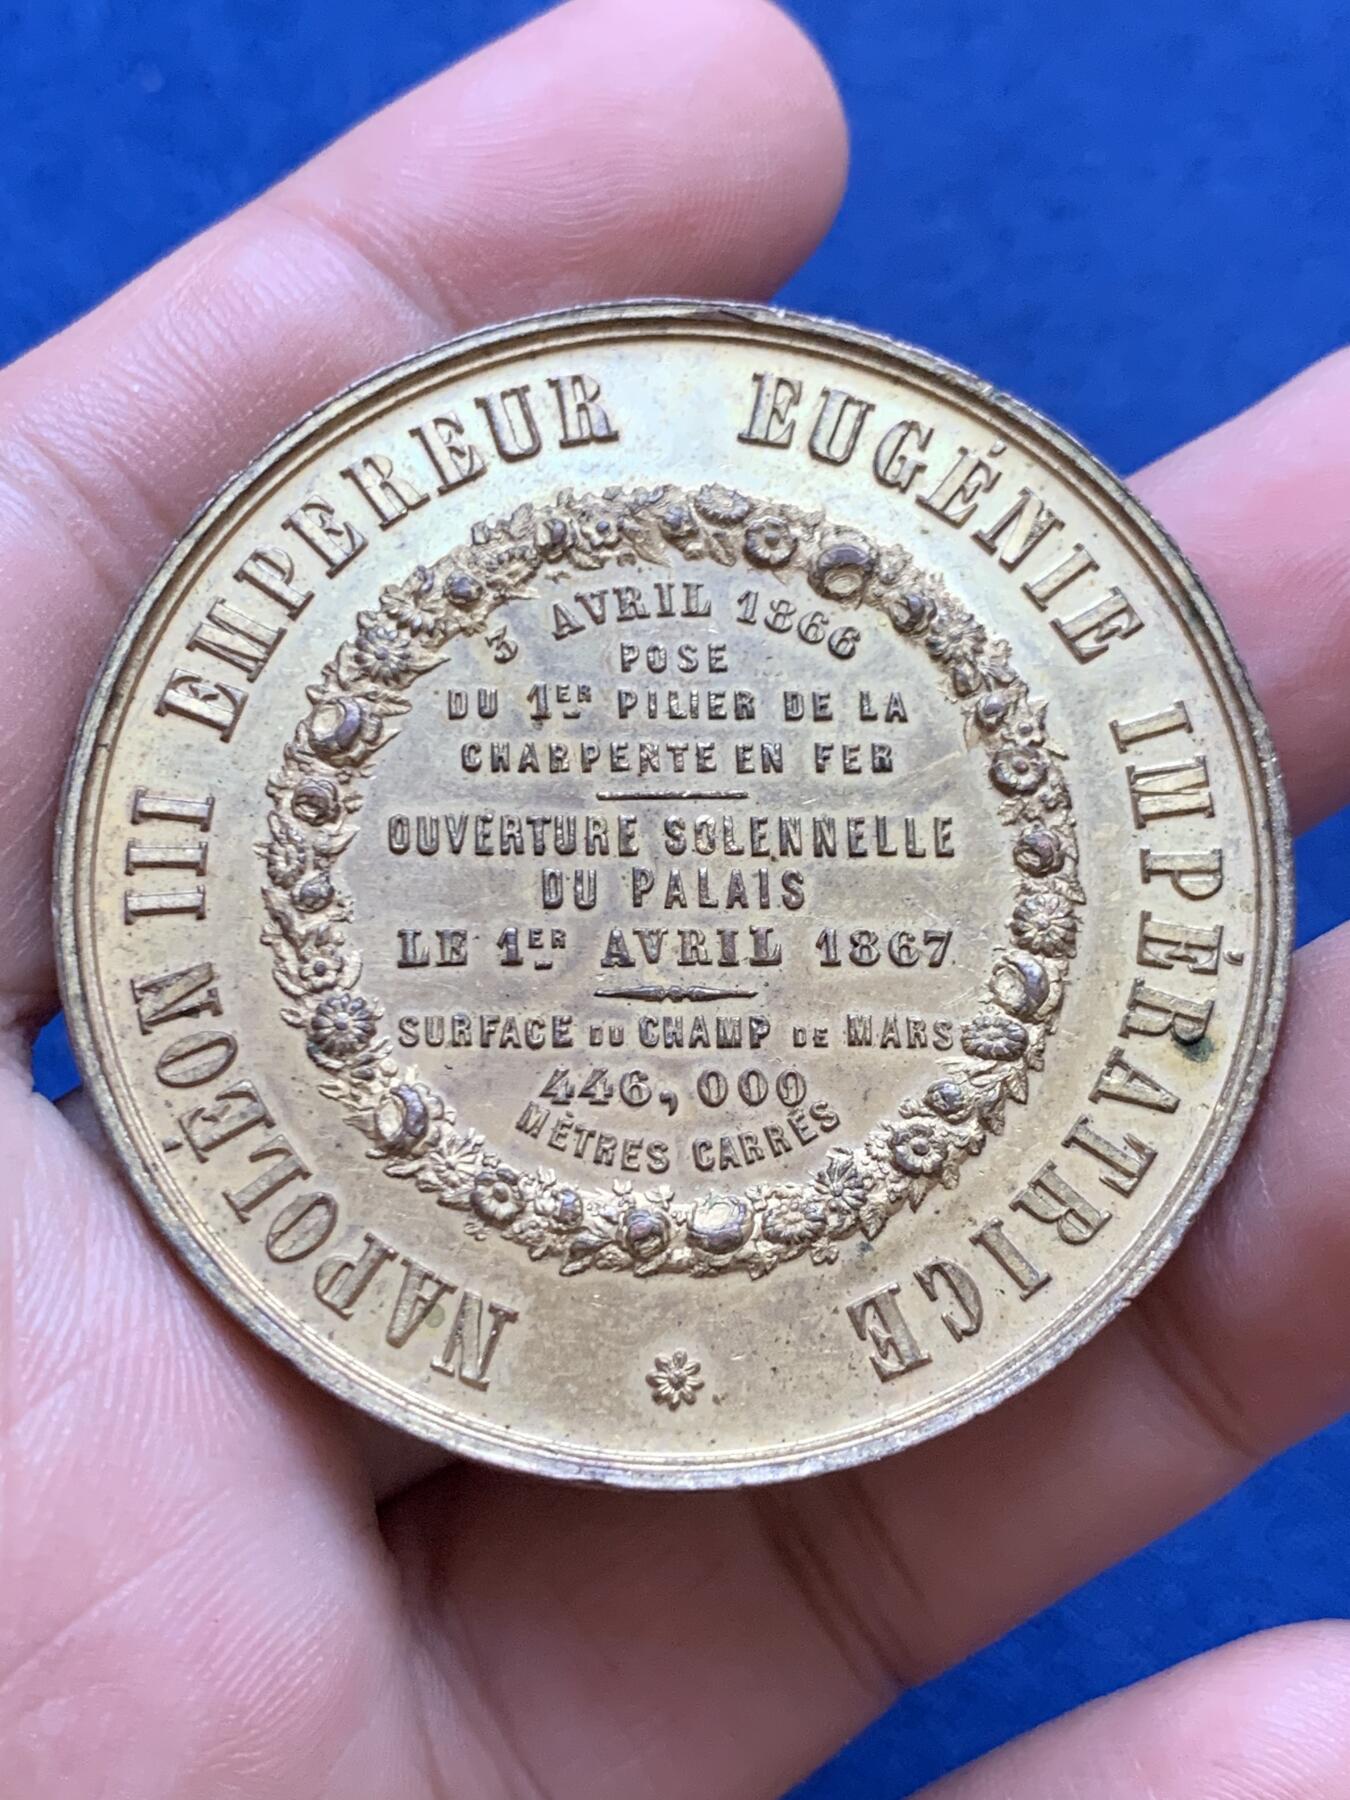 NAPOLÉON III EMPEREUR EUGÉNIE IMPÉRATRICE
3 AVRIL 1866
POSE
DU 1ER PILIER DE LA
CHARPENTE EN FER
OUVERTURE SOLENNELLE
DU PALAIS
LE 1ER AVRIL 1867
SURFACE DU CHAMP DE MARS
446,000
MÈTRES CARRÉS